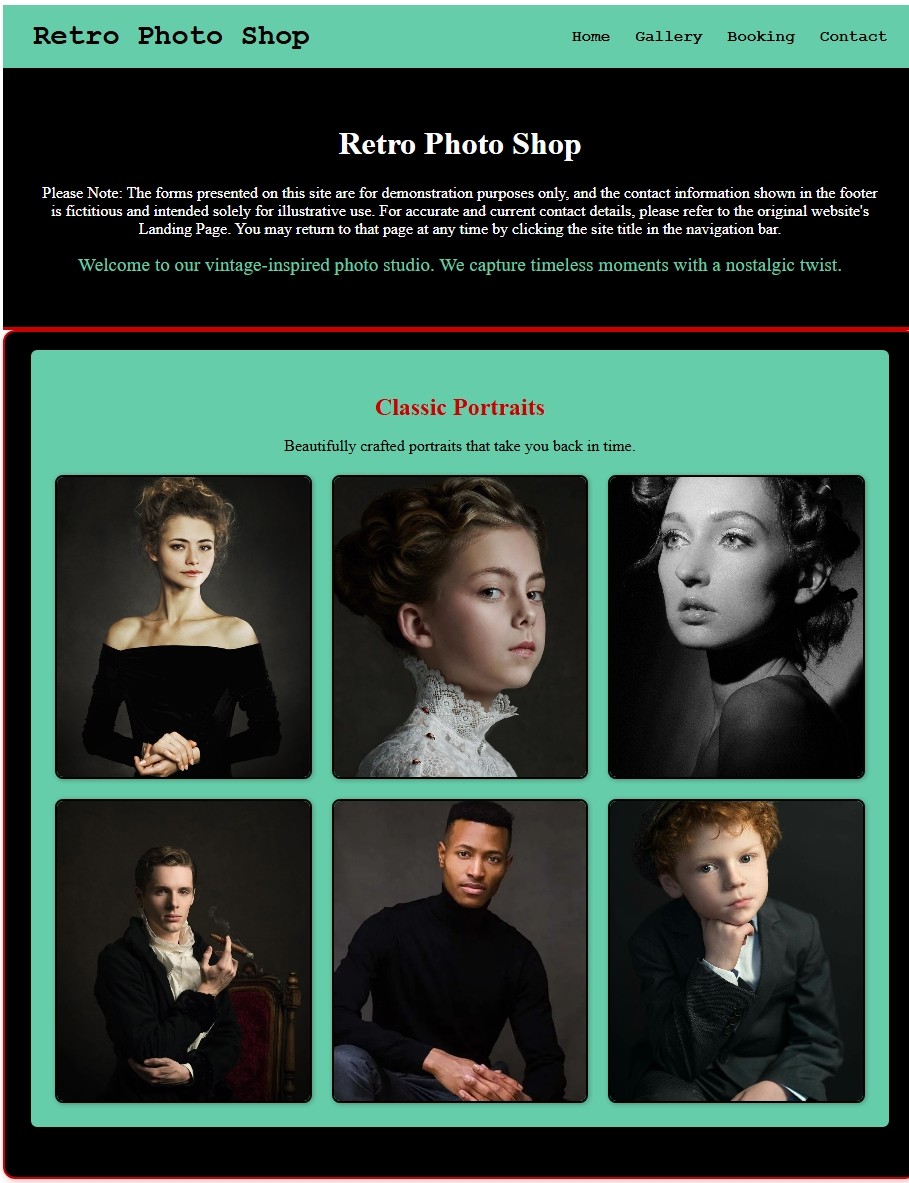 Retro Photo Shop
Home Gallery Booking Contact
Retro Photo Shop
Please Note: The forms presented on this site are for demonstration purposes only, and the contact information shown in the footer
is fictitious and intended solely for illustrative use. For accurate and current contact details, please refer to the original website's
Landing Page. You may return to that page at any time by clicking the site title in the navigation bar.
Welcome to our vintage-inspired photo studio. We capture timeless moments with a nostalgic twist.
Classic Portraits
Beautifully crafted portraits that take you back in time.